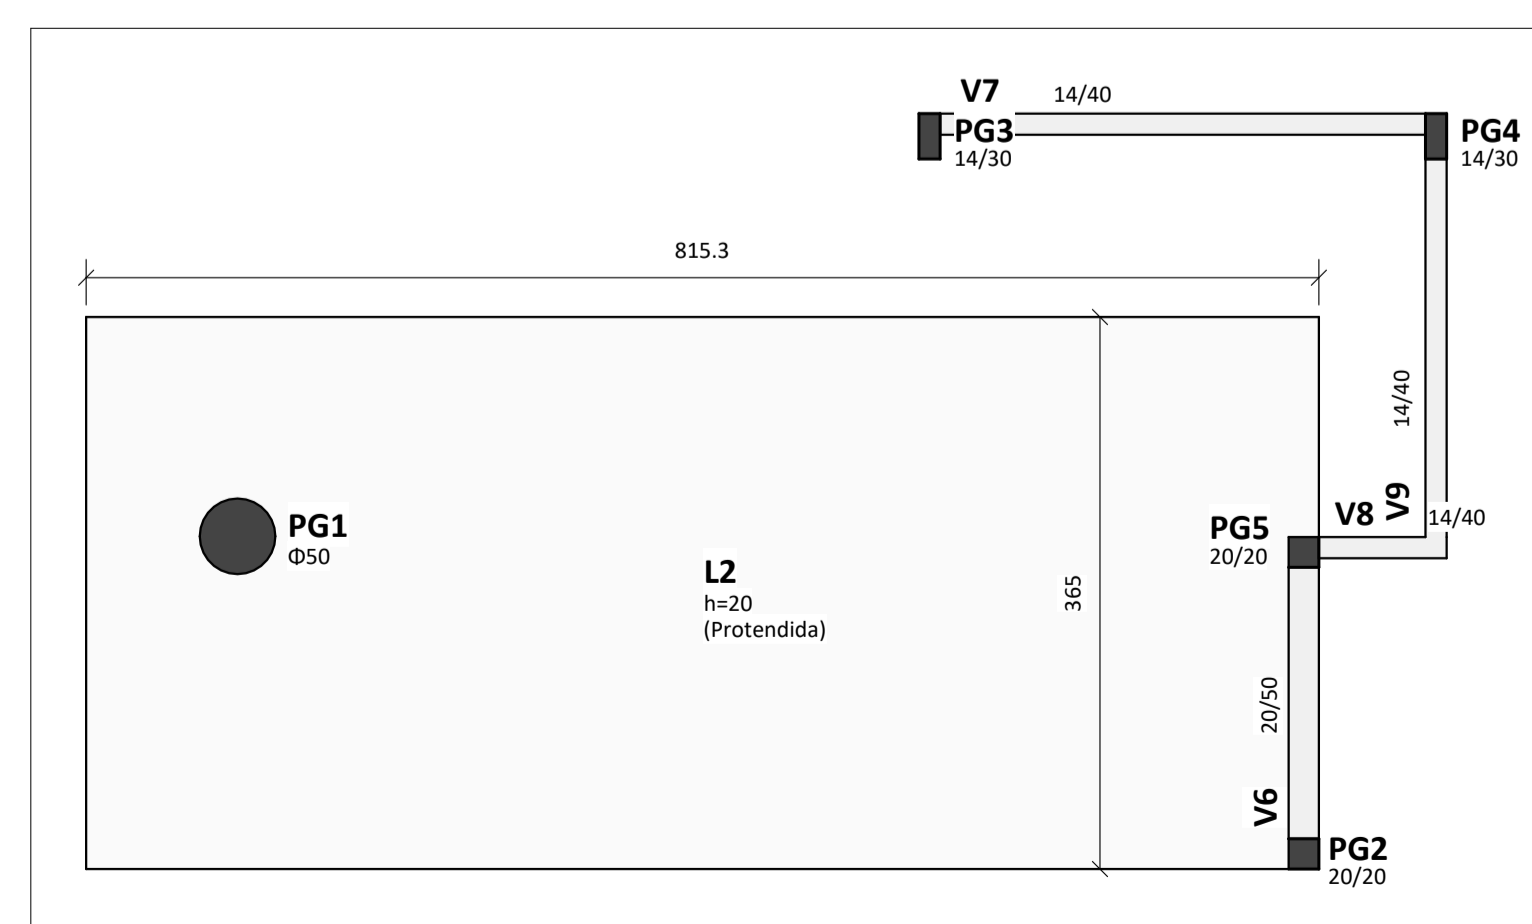 V7
14/40
PG3
14/30
PG4
14/30
815.3
14/40
V9
PG1
Φ50
PG5
20/20
V8
14/40
L2
h=20
(Protendida)
365
20/50
V6
PG2
20/20